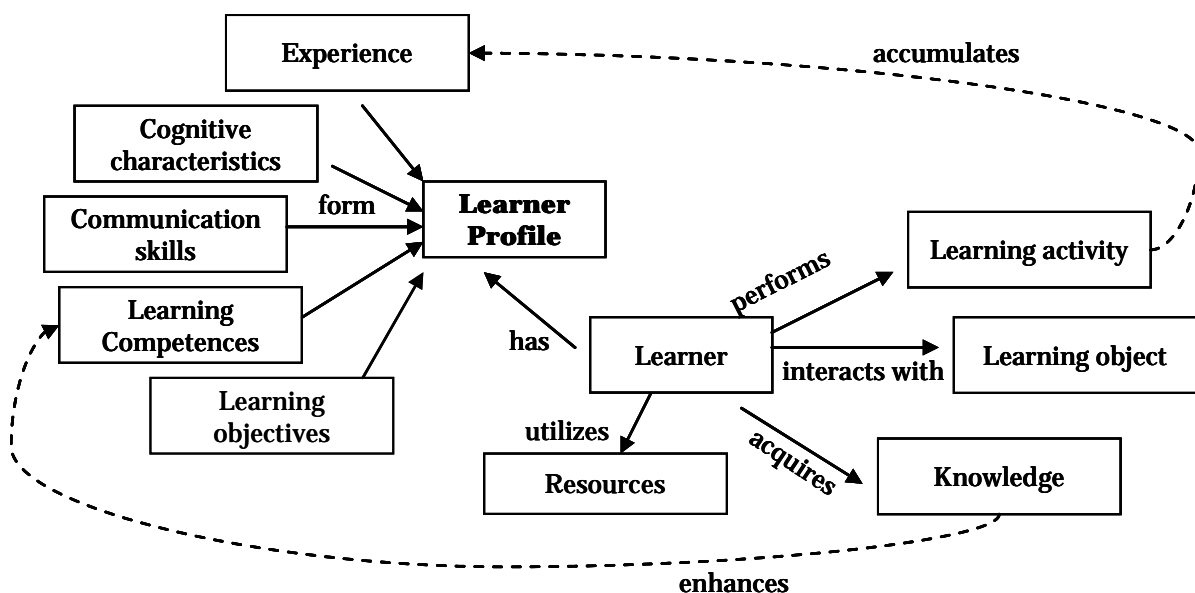 Experience
accumulates
Cognitive
characteristics
form
Learner
Profile
Communication
skills
Learning activity
performs
Learning
Competences
has
Learner
Learning object
interacts with
Learning
objectives
utilizes
acquires
Resources
Knowledge
enhances